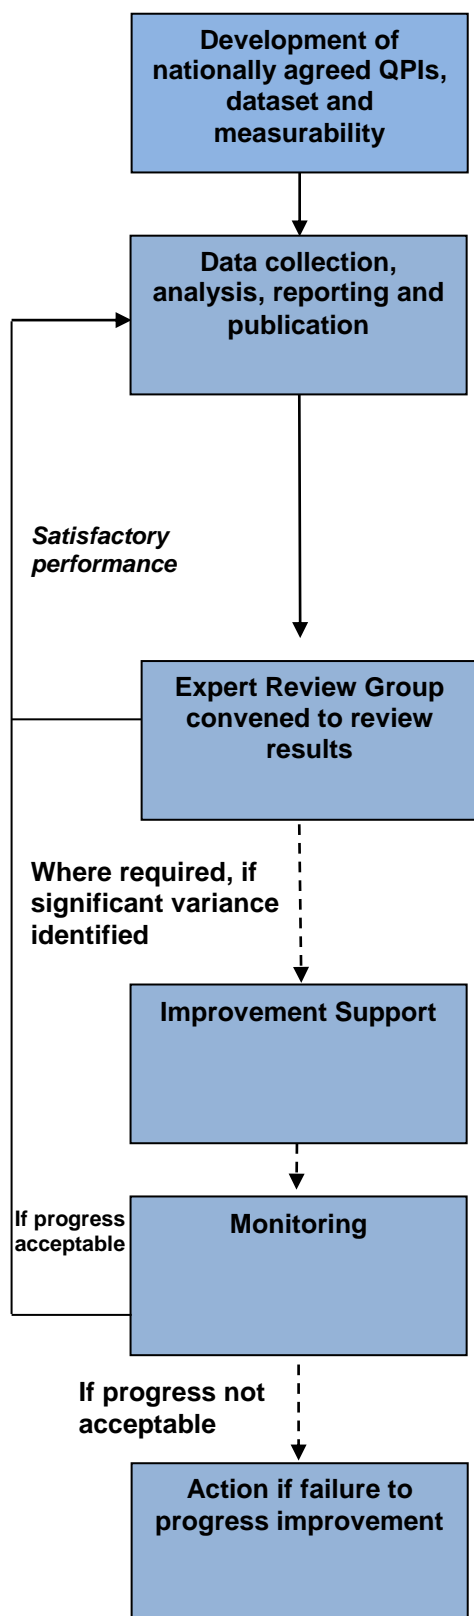 Development of
nationally agreed QPIs,
dataset and
measurability
Data collection,
analysis, reporting and
publication
Satisfactory
performance
Expert Review Group
convened to review
results
Where required, if
significant variance
identified
Improvement Support
If progress
acceptable
Monitoring
If progress not
acceptable
Action if failure to
progress improvement